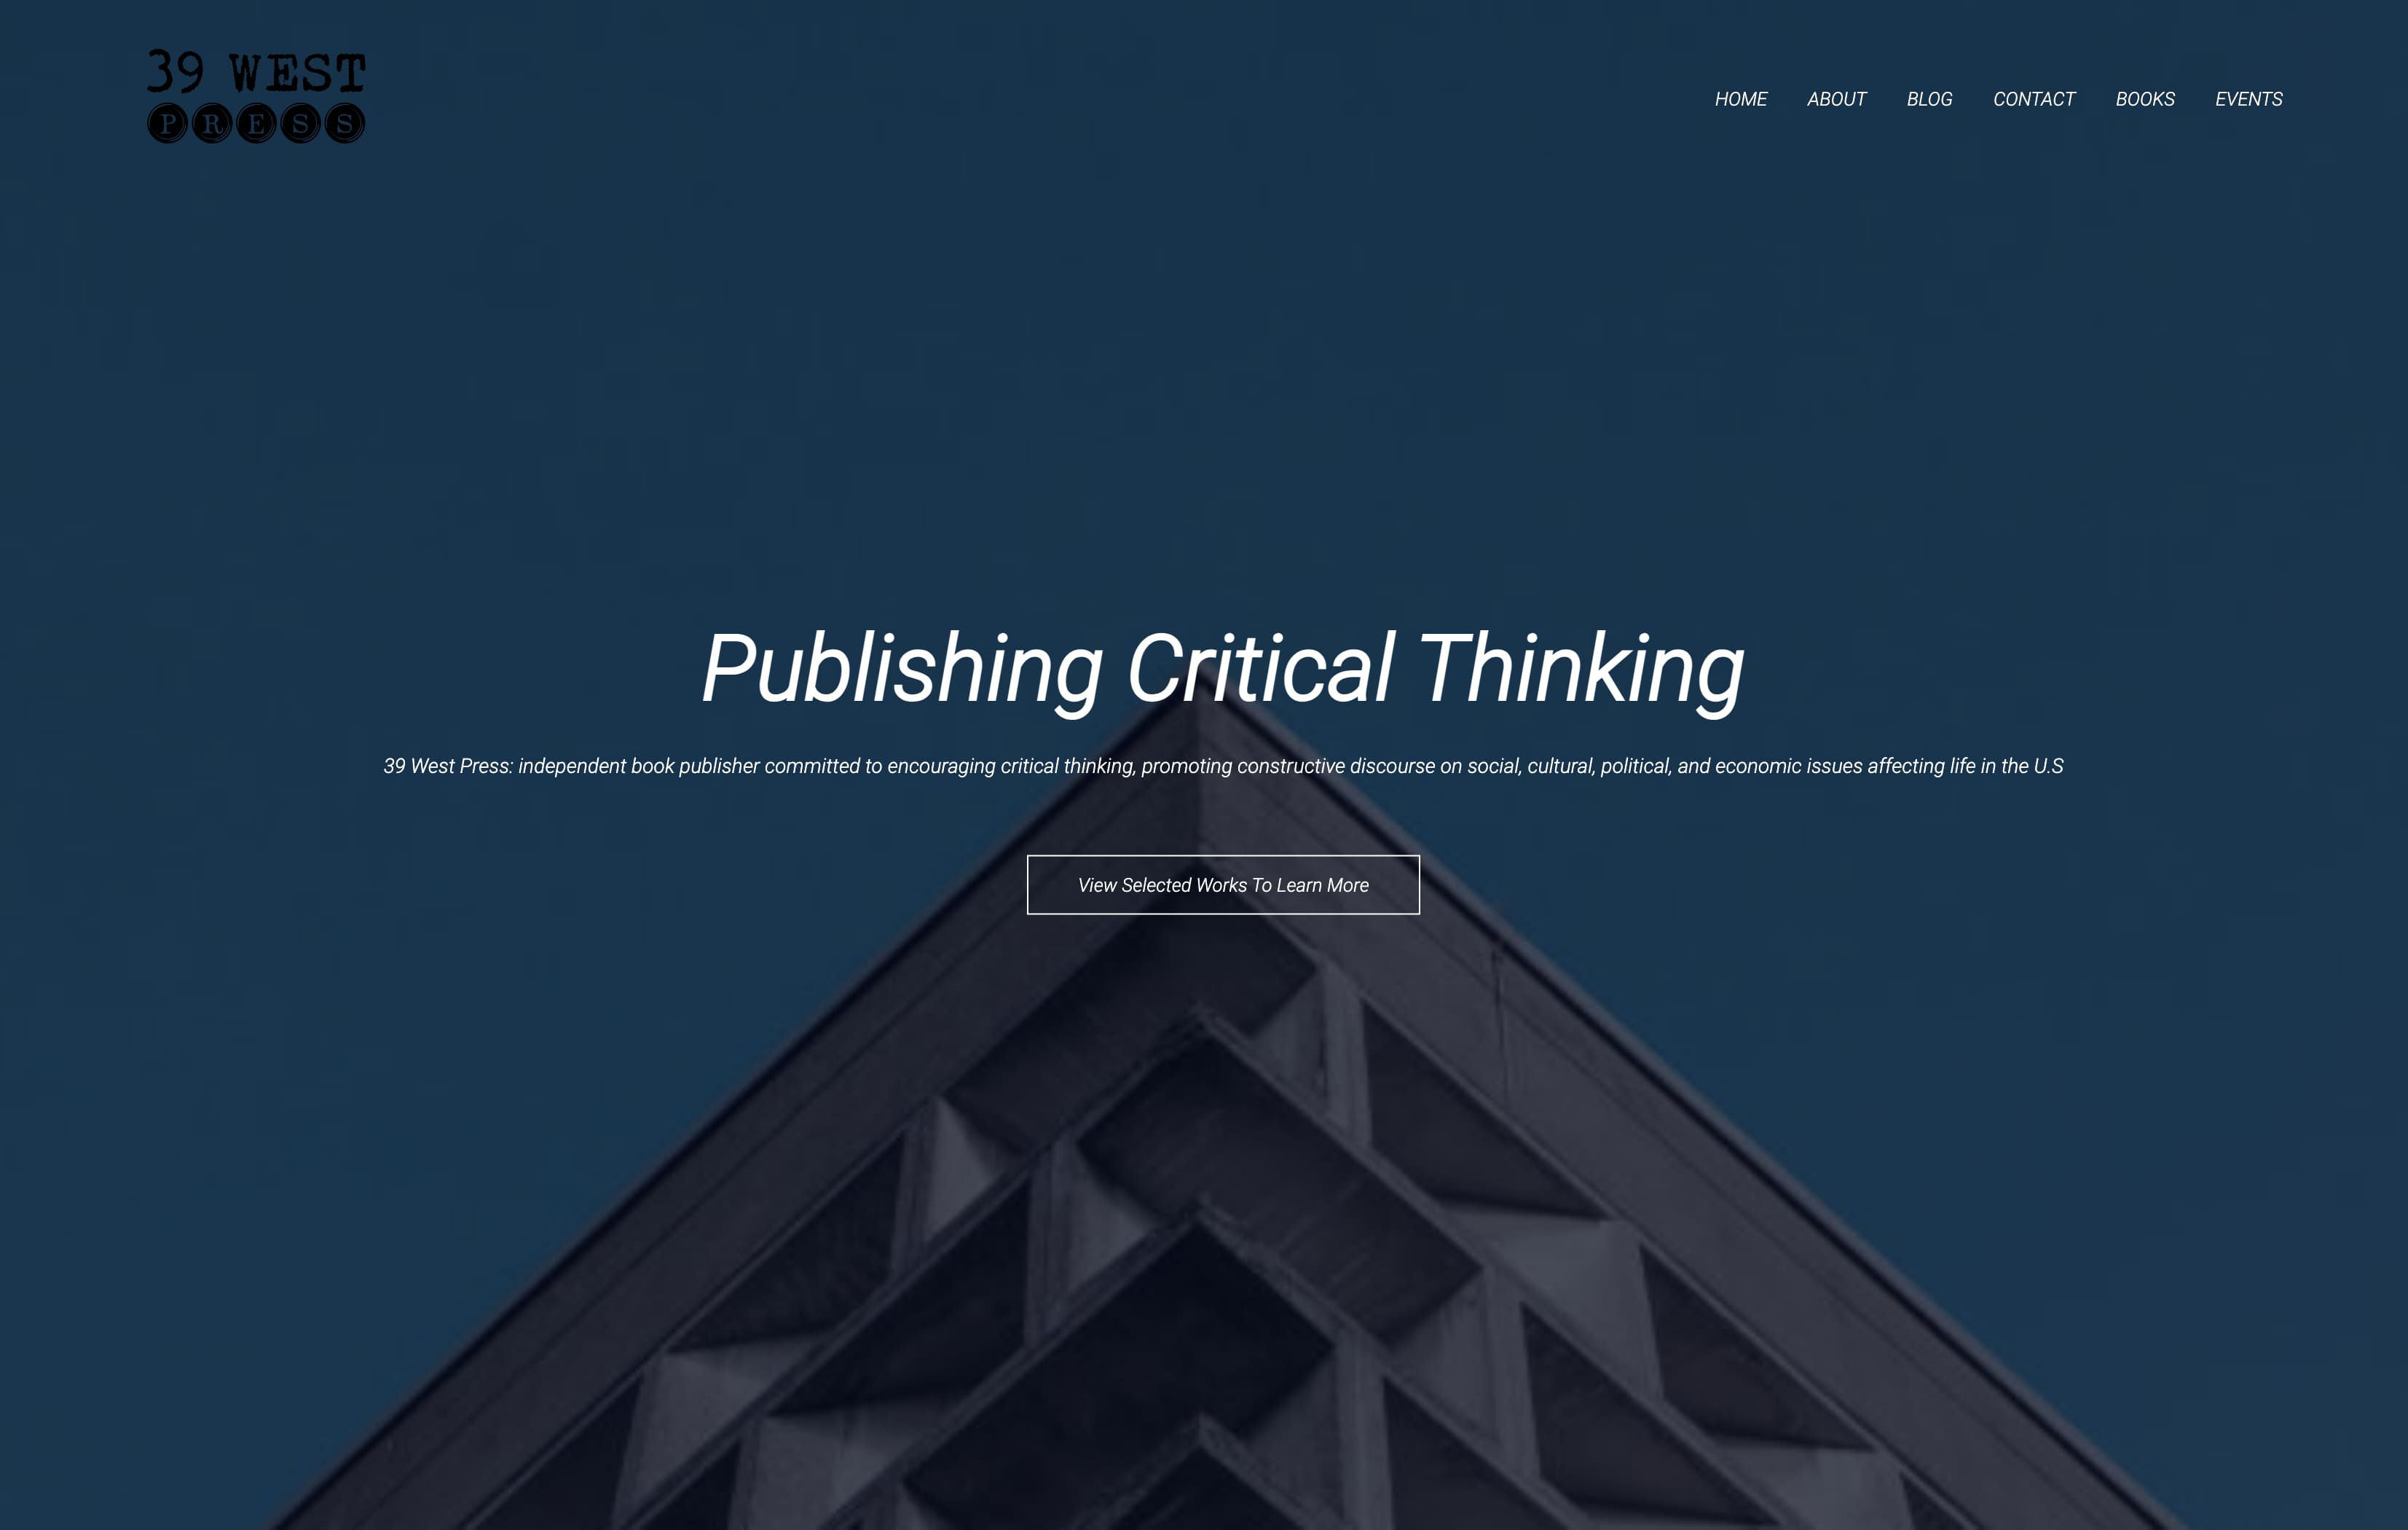 39 WEST
PRESS
HOME ABOUT BLOG CONTACT BOOKS EVENTS
Publishing Critical Thinking
39 West Press: independent book publisher committed to encouraging critical thinking, promoting constructive discourse on social, cultural, political, and economic issues affecting life in the U.S
View Selected Works To Learn More